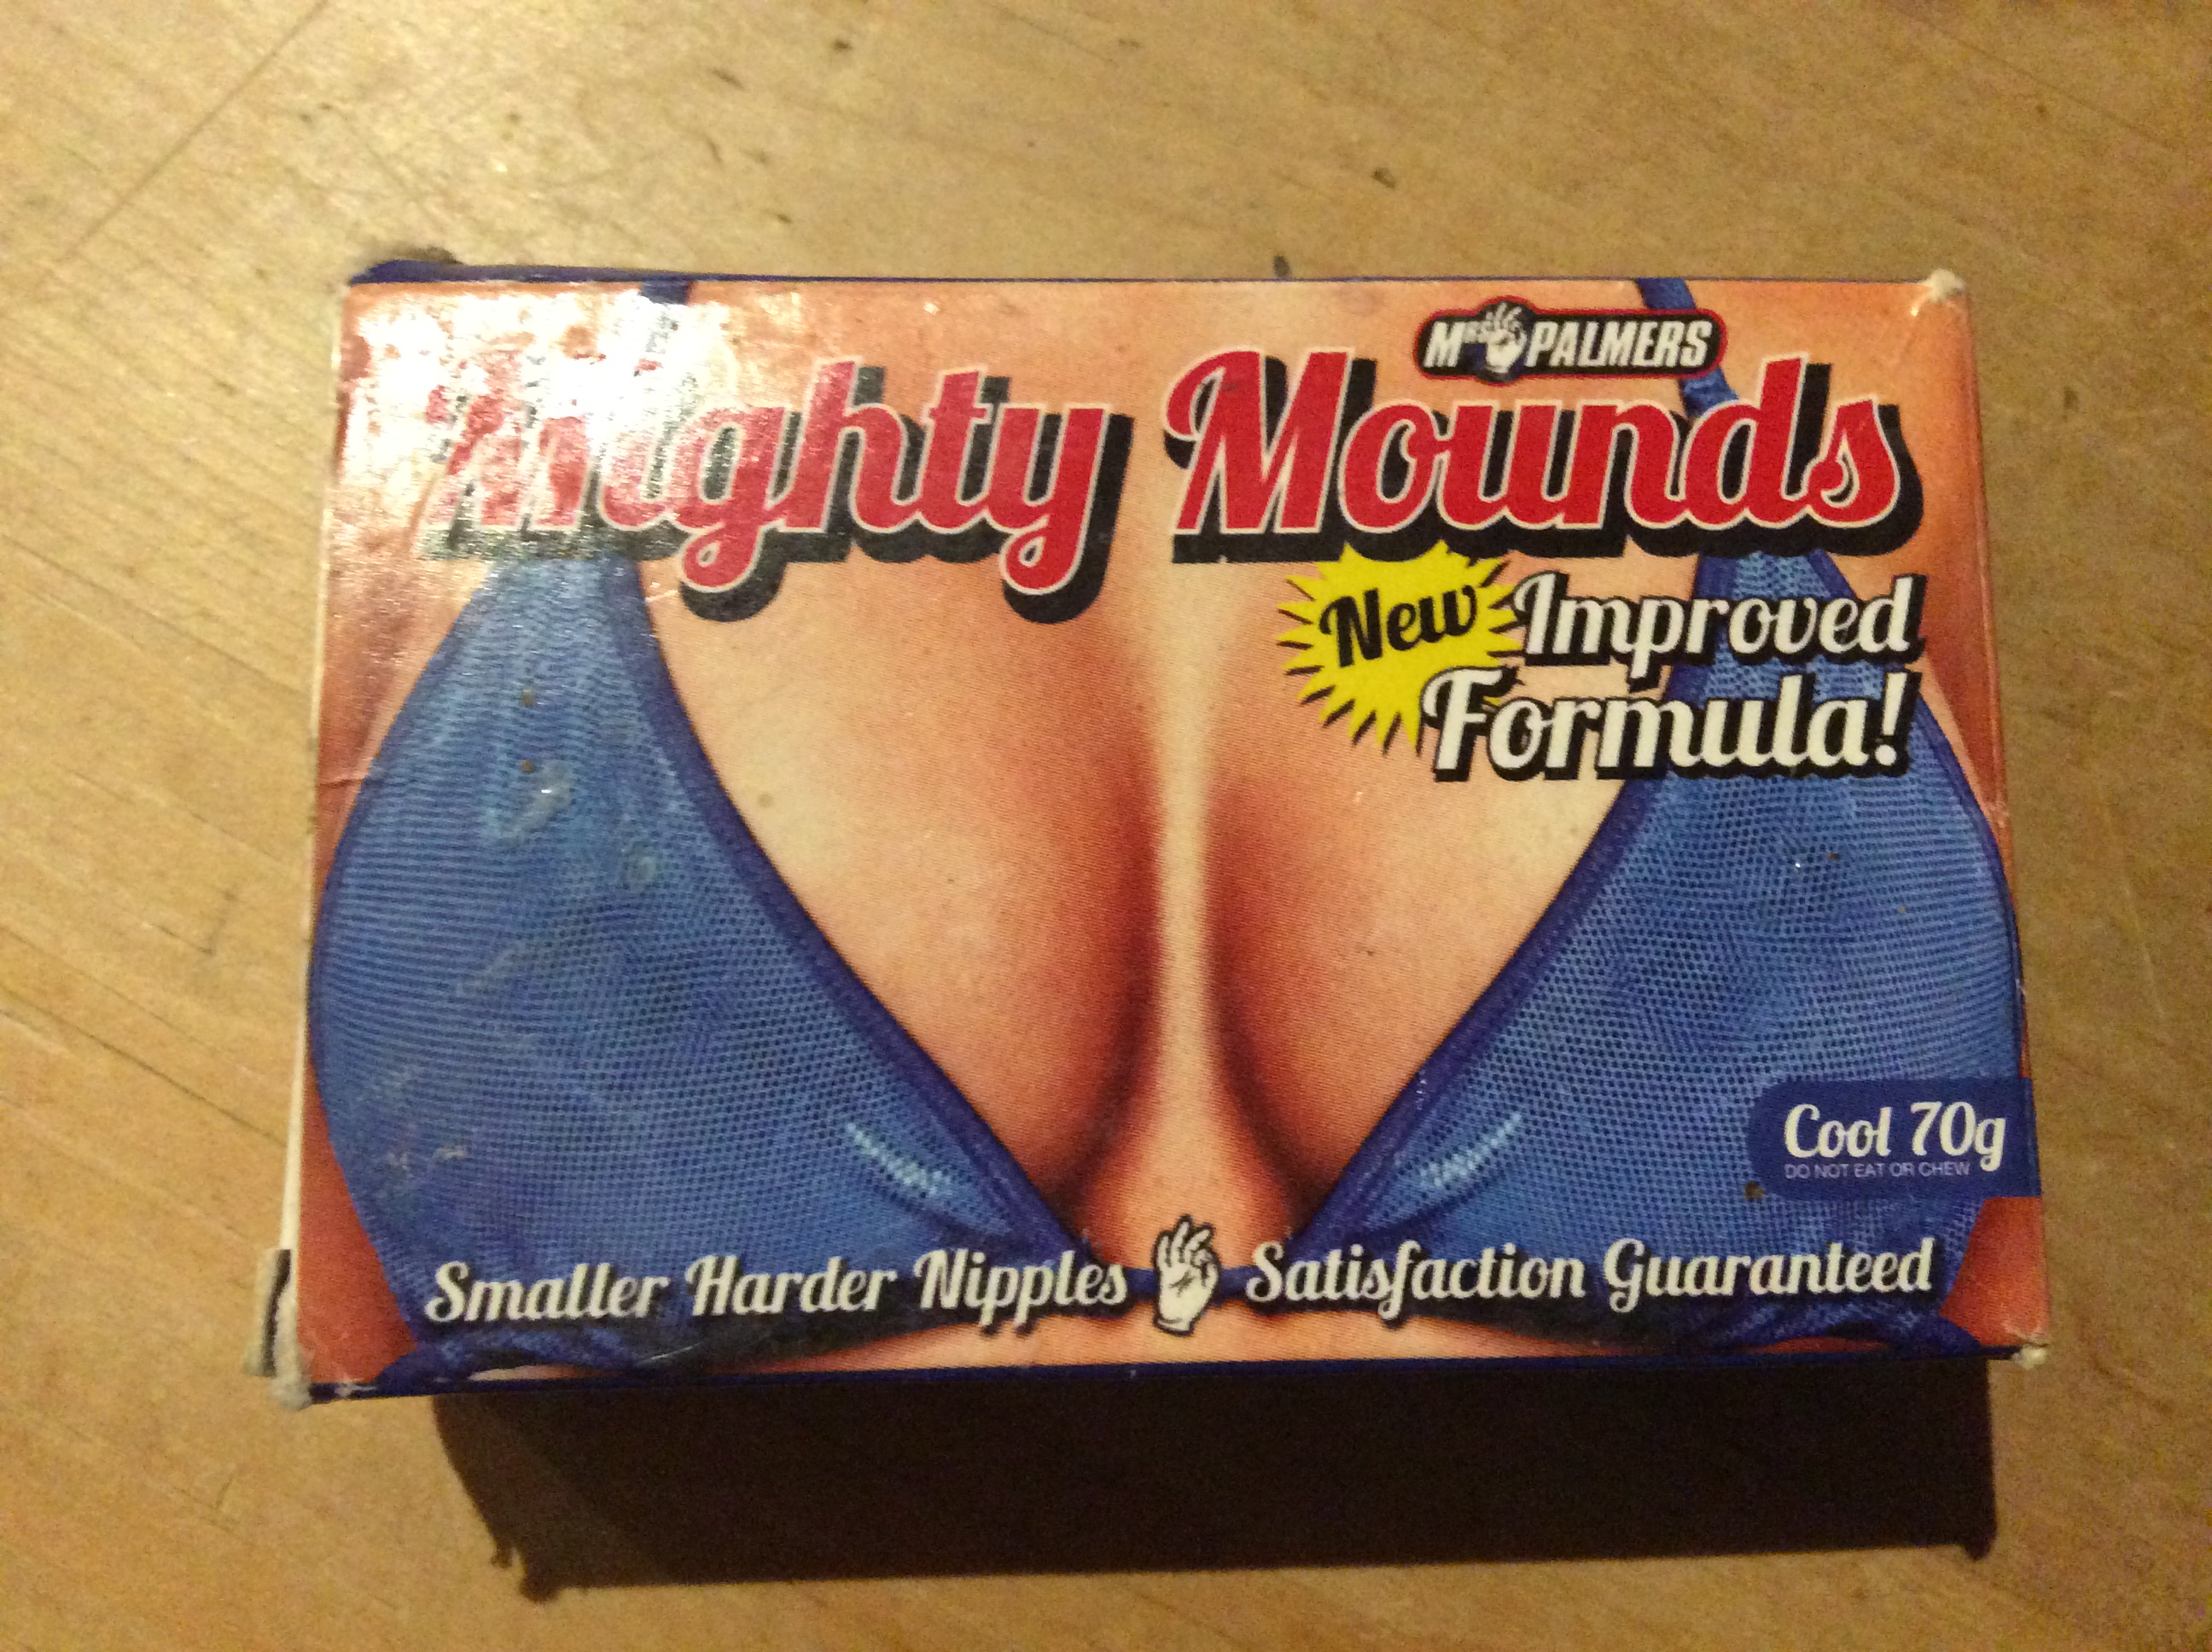 MRS PALMERS
Mighty Mounds
New Improved
Formula!
Cool 70g
DO NOT EAT OR CHEW
Smaller Harder Nipples Satisfaction Guaranteed